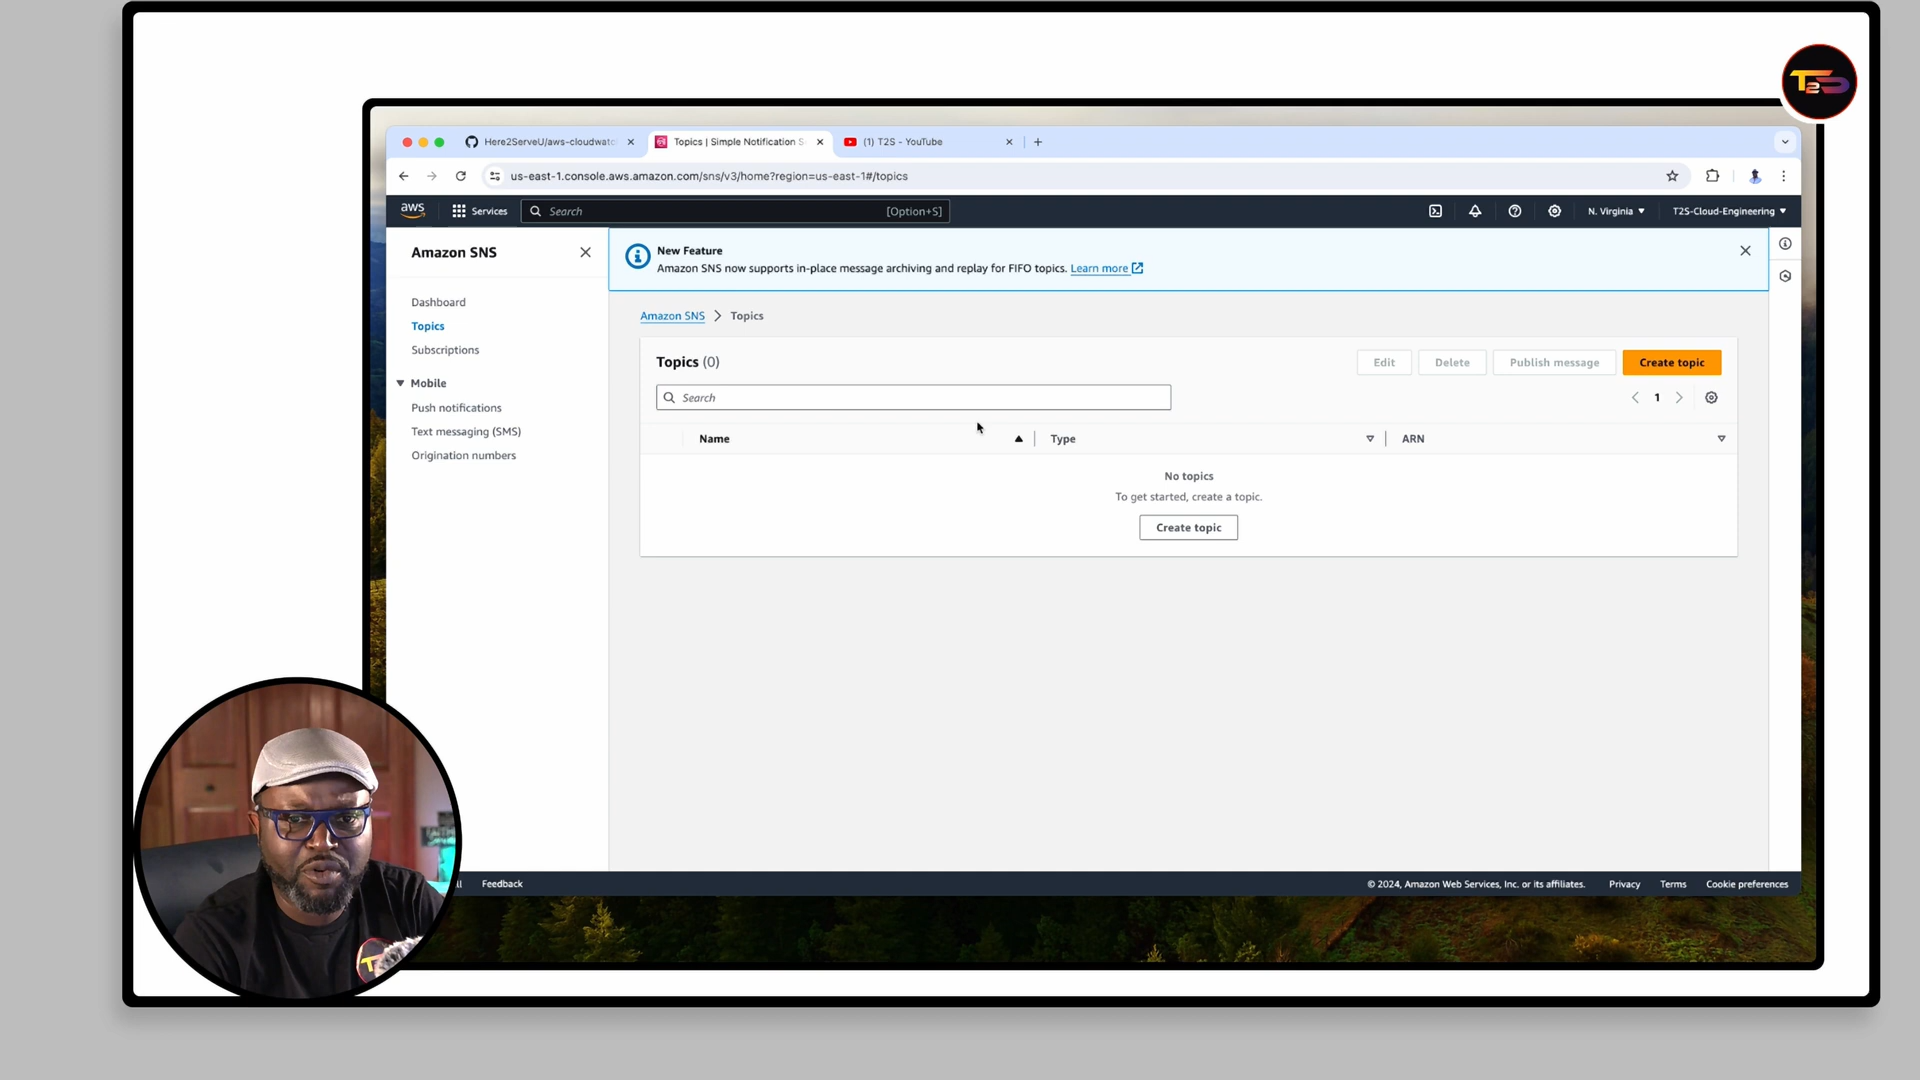 T2S
Here2ServeU/aws-cloudwatc
Topics | Simple Notification S
(1) T2S - YouTube
us-east-1.console.aws.amazon.com/sns/v3/home?region=us-east-1#/topics
aws
Services
Search
[Option+S]
N. Virginia
T2S-Cloud-Engineering
Amazon SNS
Dashboard
Topics
Subscriptions
Mobile
Push notifications
Text messaging (SMS)
Origination numbers
New Feature
Amazon SNS now supports in-place message archiving and replay for FIFO topics. Learn more
Amazon SNS > Topics
Topics (0)
Edit
Delete
Publish message
Create topic
Search
1
Name
Type
ARN
No topics
To get started, create a topic.
Create topic
Feedback
© 2024, Amazon Web Services, Inc. or its affiliates.
Privacy
Terms
Cookie preferences